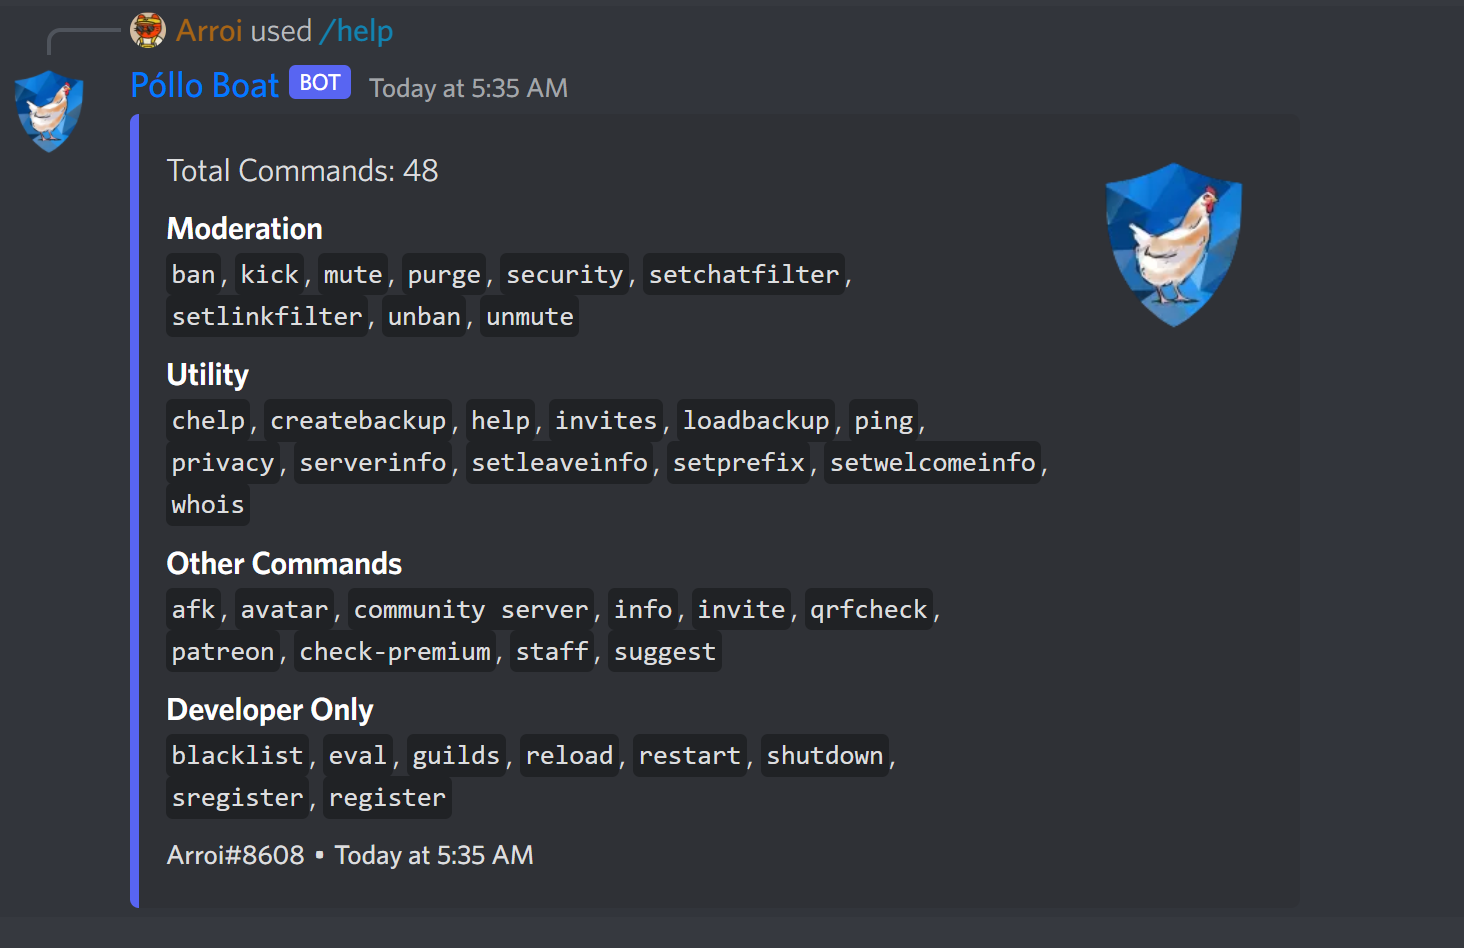 Arroi used /help
Póllo Boat BOT Today at 5:35 AM
Total Commands: 48
Moderation
ban, kick, mute, purge, security, setchatfilter,
setlinkfilter, unban, unmute
Utility
chelp, createbackup, help, invites, loadbackup, ping,
privacy, serverinfo, setleaveinfo, setprefix, setwelcomeinfo,
whois
Other Commands
afk, avatar, community server, info, invite, qrfcheck,
patreon, check-premium, staff, suggest
Developer Only
blacklist, eval, guilds, reload, restart, shutdown,
sregister, register
Arroi#8608 • Today at 5:35 AM